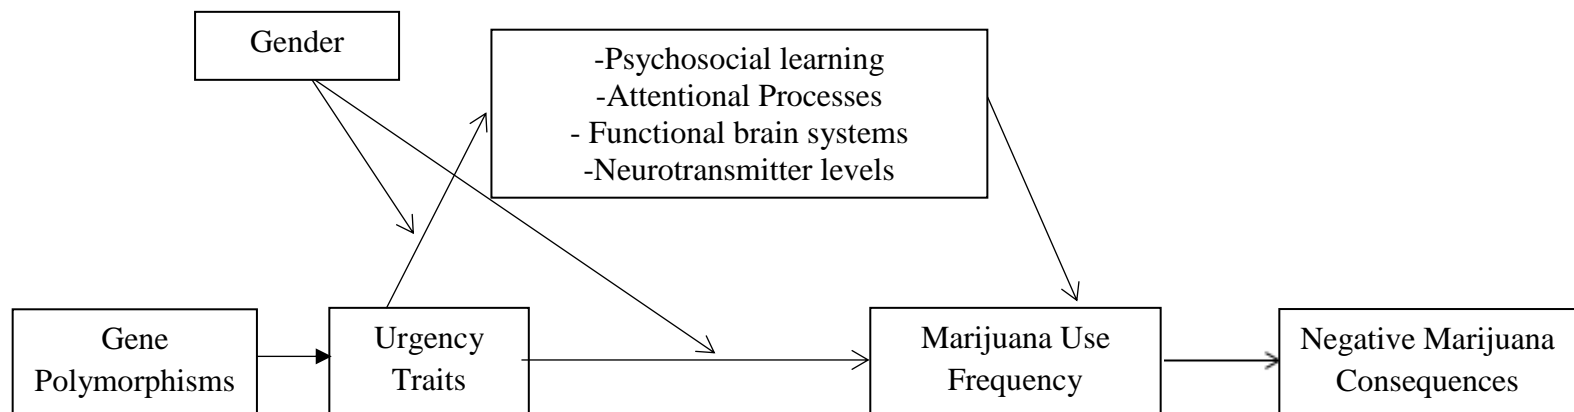 Gender
-Psychosocial learning
-Attentional Processes
- Functional brain systems
-Neurotransmitter levels
Gene
Polymorphisms
Urgency
Traits
Marijuana Use
Frequency
Negative Marijuana
Consequences